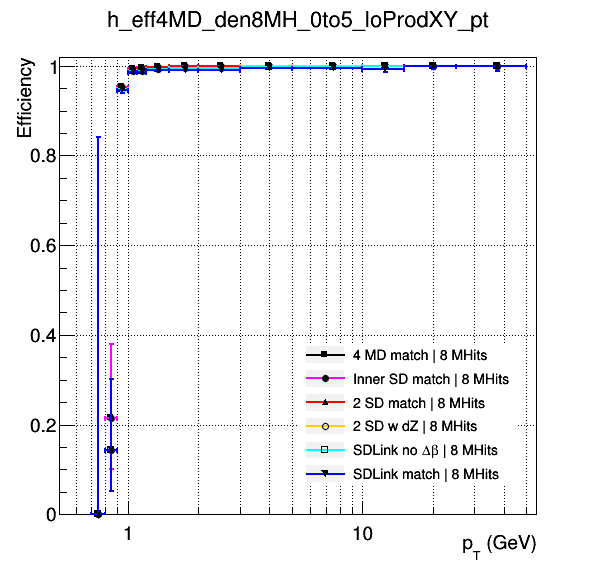 h_eff4MD_den8MH_0to5_loProdXY_pt
Efficiency
1
0.8
0.6
0.4
0.2
0
4 MD match | 8 MHits
Inner SD match | 8 MHits
2 SD match | 8 MHits
2 SD w dZ | 8 MHits
SDLink no Δβ | 8 MHits
SDLink match | 8 MHits
1
10
p_T (GeV)